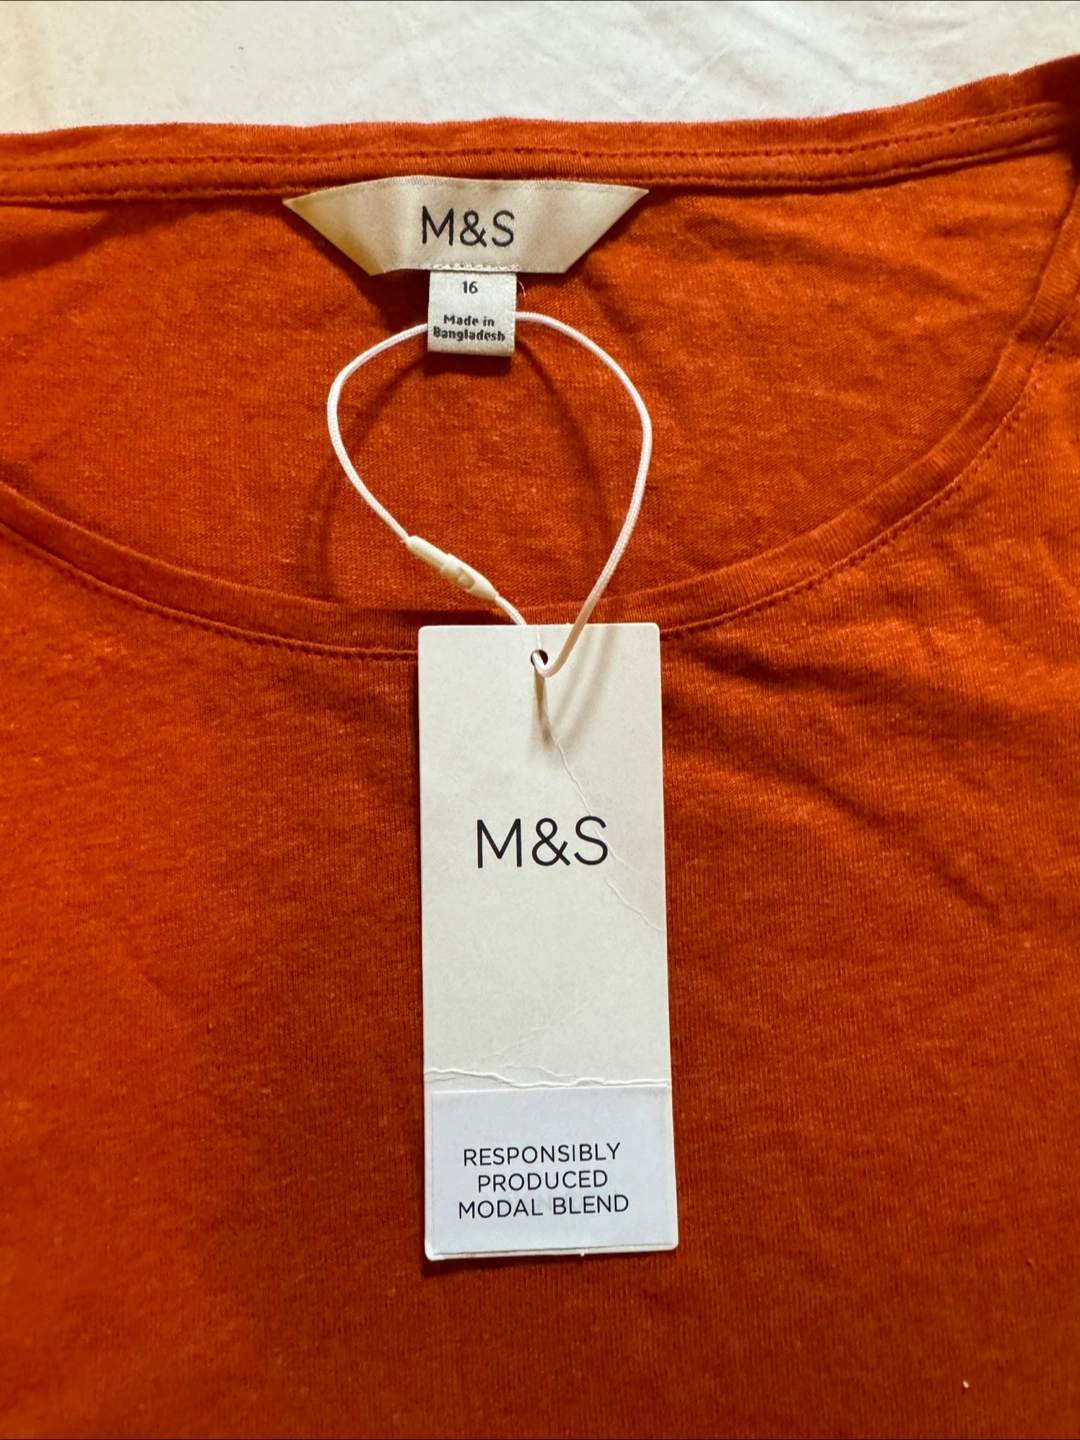 M&S
16
Made in
Bangladesh
M&S
RESPONSIBLY
PRODUCED
MODAL BLEND